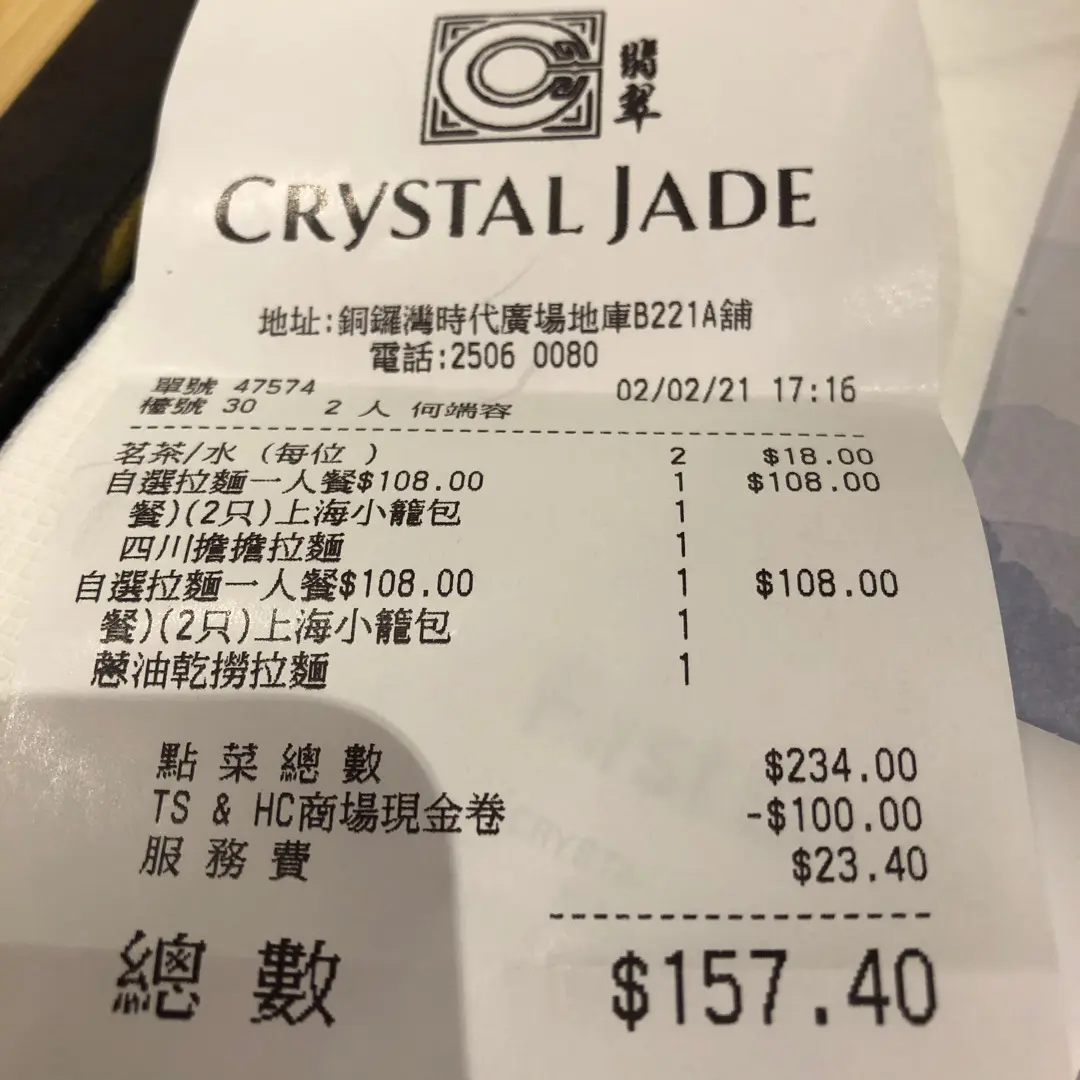 翡翠
CRYSTAL JADE
地址:銅鑼灣時代廣場地庫B221A舖
電話:2506 0080
單號 47574 02/02/21 17:16
檯號 30 2 人 何端容
茗茶/水 (每位 ) 2 $18.00
自選拉麵一人餐$108.00 1 $108.00
餐)(2只)上海小籠包 1
四川擔擔拉麵 1
自選拉麵一人餐$108.00 1 $108.00
餐)(2只)上海小籠包 1
蔥油乾撈拉麵 1
點菜總數 $234.00
TS & HC商場現金卷 -$100.00
服務費 $23.40
總數 $157.40